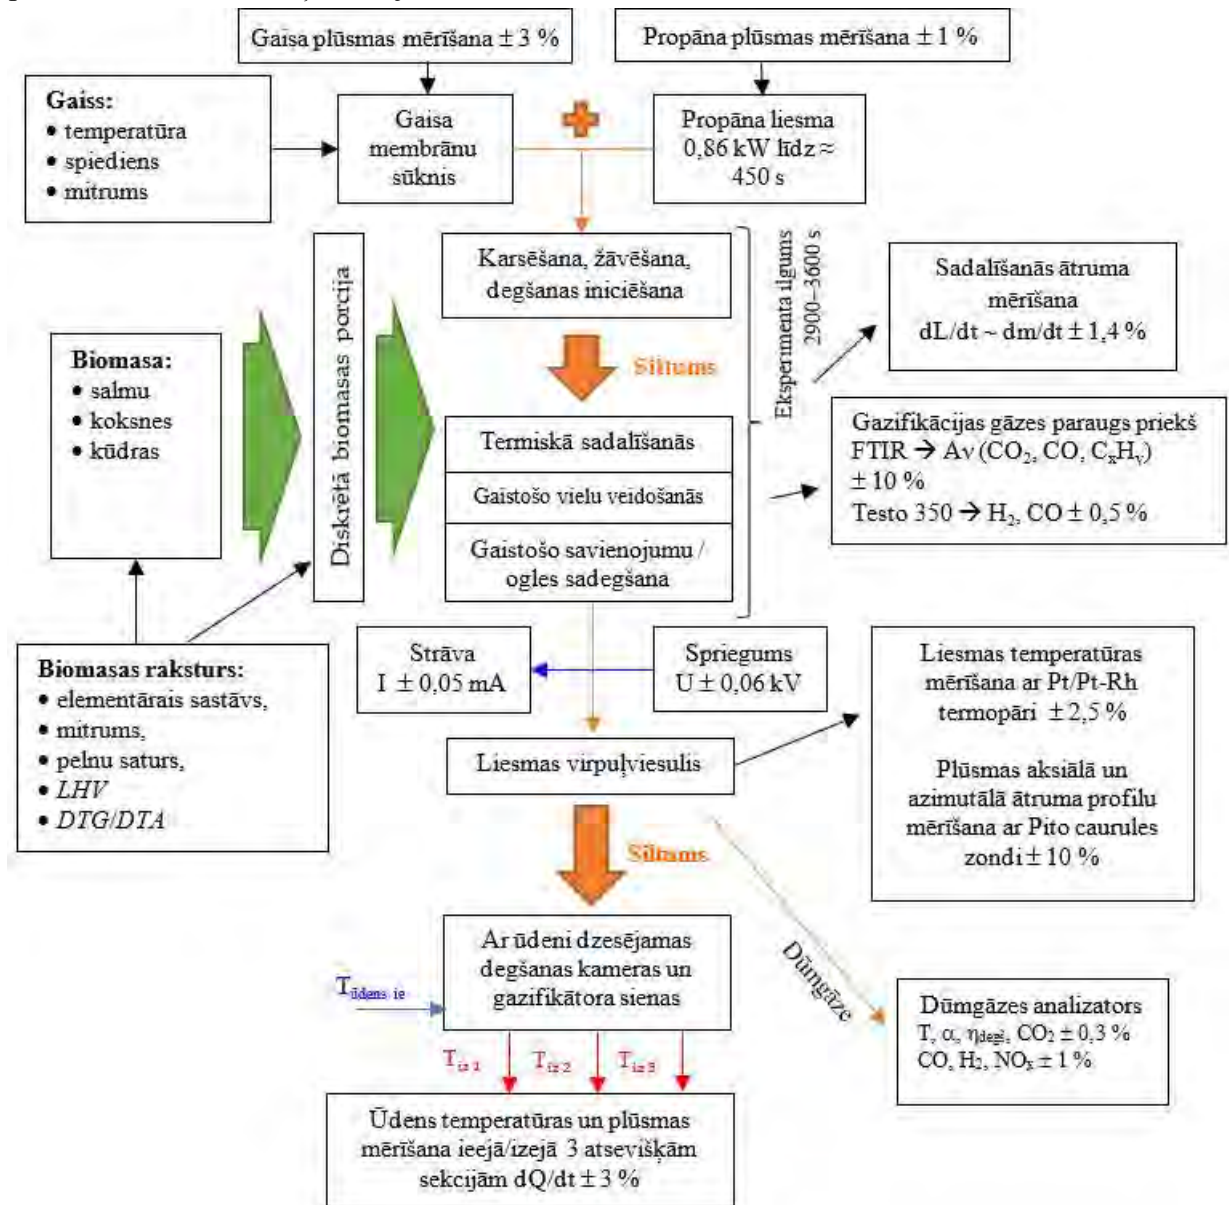 Gaisa plūsmas mērīšana ± 3 %
Propāna plūsmas mērīšana ± 1 %
Gaiss:
• temperatūra
• spiediens
• mitrums
Gaisa
membrānu
sūknis
Propāna liesma
0,86 kW līdz ≈
450 s
Karsēšana, žāvēšana,
degšanas iniciēšana
Eksperimenta ilgums
2900–3600 s
Sadalīšanās ātruma
mērīšana
dL/dt ~ dm/dt ± 1,4 %
Biomasa:
• salmu
• koksnes
• kūdras
Diskrētā biomasas porcija
Siltums
Termiskā sadalīšanās
Gaistošo vielu veidošanās
Gaistošo savienojumu /
ogles sadegšana
Gazifikācijas gāzes paraugs priekš
FTIR → Av (CO₂, CO, CₓHᵧ)
± 10 %
Testo 350 → H₂, CO ± 0,5 %
Biomasas raksturs:
• elementārais sastāvs,
• mitrums,
• pelnu saturs,
• LHV
• DTG/DTA
Strāva
I ± 0,05 mA
Spriegums
U ± 0,06 kV
Liesmas virpuļviesulis
Liesmas temperatūras
mērīšana ar Pt/Pt-Rh
termopāri ± 2,5 %
Plūsmas aksiālā un
azimutālā ātruma profilu
mērīšana ar Pito caurules
zondi ± 10 %
Siltums
Dūmgāze
Ar ūdeni dzesējamas
degšanas kameras un
gazifikātora sienas
T ūdens ie
Dūmgāzes analizators
T, α, η degš, CO₂ ± 0,3 %
CO, H₂, NOₓ ± 1 %
T iz 1 T iz 2 T iz 3
Ūdens temperatūras un plūsmas
mērīšana ieejā/izejā 3 atsevišķām
sekcijām dQ/dt ± 3 %